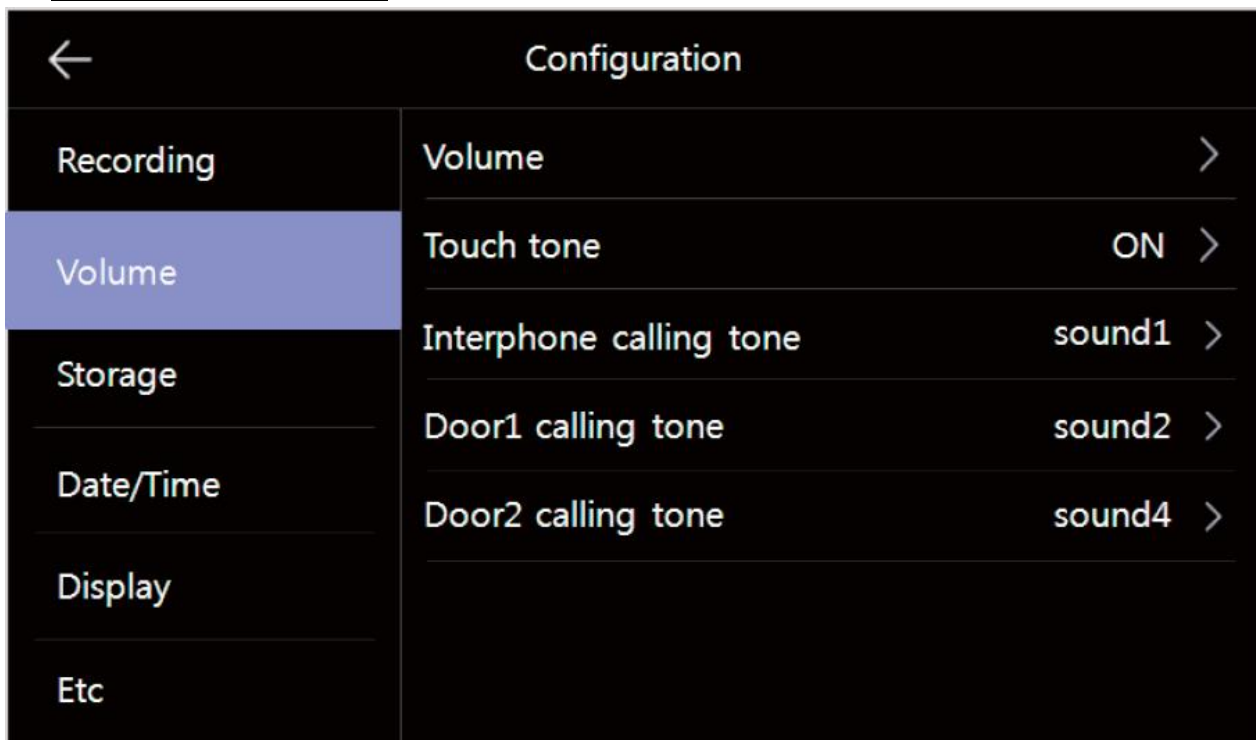 Configuration
Recording
Volume
Storage
Date/Time
Display
Etc
Volume
Touch tone ON
Interphone calling tone sound1
Door1 calling tone sound2
Door2 calling tone sound4